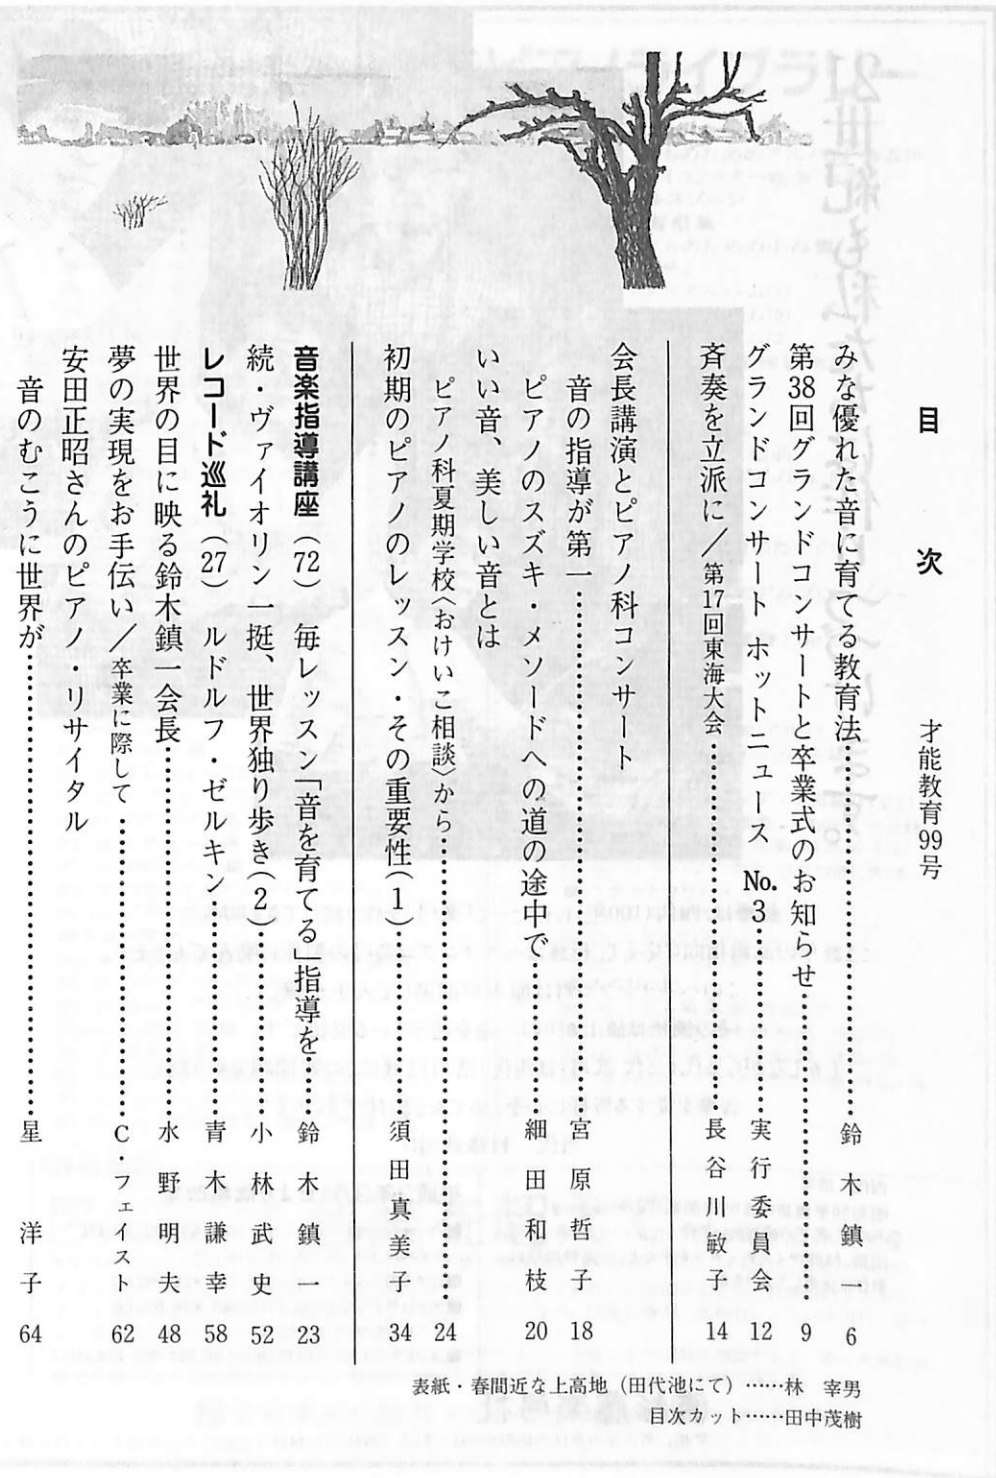 目次　才能教育99号
みな優れた音に育てる教育法……鈴木鎮一 6
第38回グランドコンサートと卒業式のお知らせ…… 9
グランドコンサート ホットニュース No.3……実行委員会 12
斉奏を立派に／第17回東海大会……長谷川敏子 14
会長講演とピアノ科コンサート
音の指導が第一……宮原哲子 18
ピアノのスズキ・メソードへの道の途中で……細田和枝 20
いい音、美しい音とは
ピアノ科夏期学校〈おけいこ相談〉から…… 24
初期のピアノのレッスン・その重要性(1)……須田真美子 34
音楽指導講座(72)毎レッスン「音を育てる」指導を……鈴木鎮一 23
続・ヴァイオリン一挺、世界独り歩き(2)……小林武史 52
レコード巡礼(27)ルドルフ・ゼルキン……青木謙幸 58
世界の目に映る鈴木鎮一会長……水野明夫 48
夢の実現をお手伝い／卒業に際して……C・フェイスト 62
安田正昭さんのピアノ・リサイタル
音のむこうに世界が……星洋子 64
表紙・春間近な上高地（田代池にて）……林 幸男
目次カット……田中茂樹